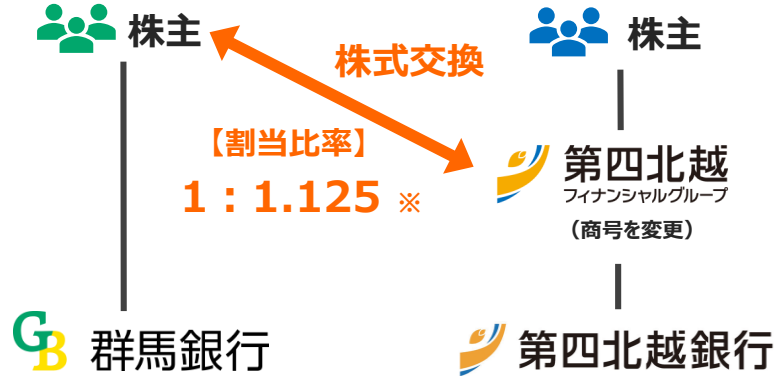 株主
株主
株式交換
【割当比率】
1：1.125 ※
第四北越
フィナンシャルグループ
（商号を変更）
GB 群馬銀行
第四北越銀行